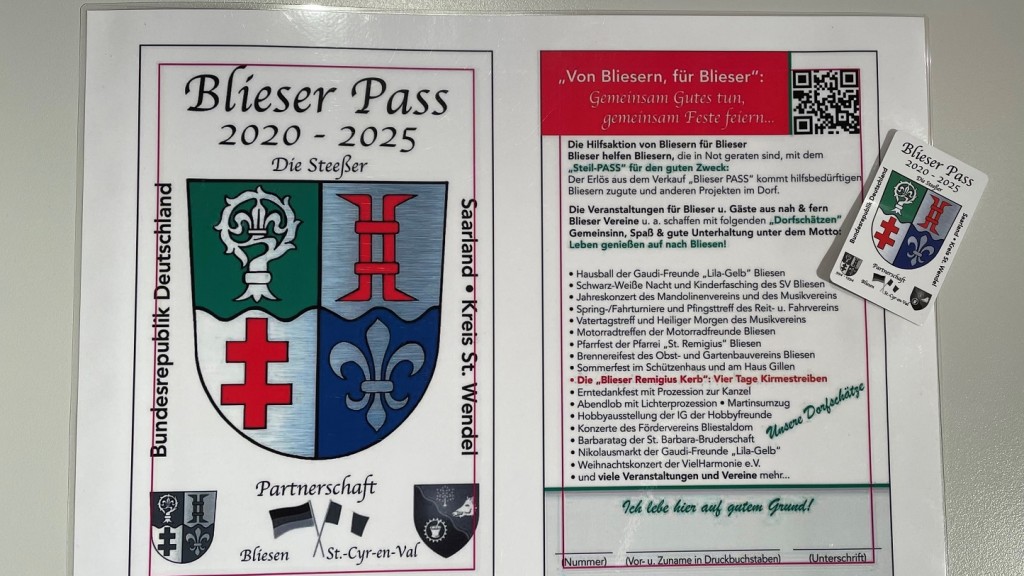 Blieser Pass
2020 - 2025
Die Steeßer
Bundesrepublik Deutschland
Saarland • Kreis St. Wendel
Partnerschaft
Bliesen
St.-Cyr-en-Val
„Von Bliesern, für Blieser“:
Gemeinsam Gutes tun,
gemeinsam Feste feiern...
Die Hilfsaktion von Bliesern für Blieser
Blieser helfen Bliesern, die in Not geraten sind, mit dem
„Steil-PASS“ für den guten Zweck:
Der Erlös aus dem Verkauf „Blieser PASS“ kommt hilfsbedürftigen
Bliesern zugute und anderen Projekten im Dorf.
Die Veranstaltungen für Blieser u. Gäste aus nah & fern
Blieser Vereine u. a. schaffen mit folgenden „Dorfschätzen“
Gemeinsinn, Spaß & gute Unterhaltung unter dem Motto:
Leben genießen auf nach Bliesen!
• Hausball der Gaudi-Freunde „Lila-Gelb“ Bliesen
• Schwarz-Weiße Nacht und Kinderfasching des SV Bliesen
• Jahreskonzert des Mandolinenvereins und des Musikvereins
• Spring-/Fahrturniere und Pfingsttreff des Reit- u. Fahrvereins
• Vatertagstreff und Heiliger Morgen des Musikvereins
• Motorradtreffen der Motorradfreunde Bliesen
• Pfarrfest der Pfarrei „St. Remigius“ Bliesen
• Brennereifest des Obst- und Gartenbauvereins Bliesen
• Sommerfest im Schützenhaus und am Haus Gillen
• Die „Blieser Remigius Kerb“: Vier Tage Kirmestreiben
• Erntedankfest mit Prozession zur Kanzel
• Abendlob mit Lichterprozession • Martinsumzug
• Hobbyausstellung der IG der Hobbyfreunde
• Konzerte des Fördervereins Bliestaldom
• Barbaratag der St. Barbara-Bruderschaft
• Nikolausmarkt der Gaudi-Freunde „Lila-Gelb“
• Weihnachtskonzert der VielHarmonie e.V.
• und viele Veranstaltungen und Vereine mehr...
Unsere Dorfschätze
Ich lebe hier auf gutem Grund!
(Nummer) (Vor- u. Zuname in Druckbuchstaben) (Unterschrift)
Blieser Pass
2020 - 2025
Die Steeßer
Bundesrepublik Deutschland
Saarland • Kreis St. Wendel
Partnerschaft
Bliesen
St.-Cyr-en-Val